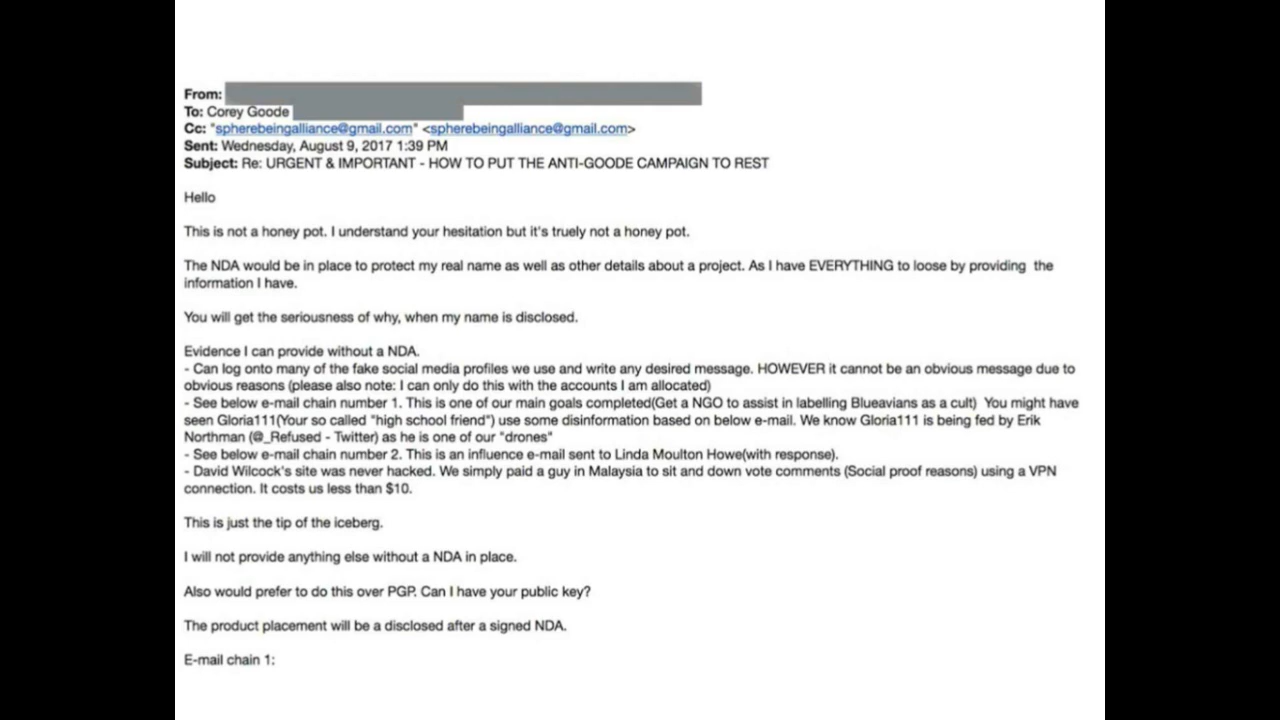 From:
To: Corey Goode
Cc: "spherebeingalliance@gmail.com" <spherebeingalliance@gmail.com>
Sent: Wednesday, August 9, 2017 1:39 PM
Subject: Re: URGENT & IMPORTANT - HOW TO PUT THE ANTI-GOODE CAMPAIGN TO REST
Hello
This is not a honey pot. I understand your hesitation but it's truely not a honey pot.
The NDA would be in place to protect my real name as well as other details about a project. As I have EVERYTHING to loose by providing the
information I have.
You will get the seriousness of why, when my name is disclosed.
Evidence I can provide without a NDA.
- Can log onto many of the fake social media profiles we use and write any desired message. HOWEVER it cannot be an obvious message due to
obvious reasons (please also note: I can only do this with the accounts I am allocated)
- See below e-mail chain number 1. This is one of our main goals completed(Get a NGO to assist in labelling Blueavians as a cult) You might have
seen Gloria111(Your so called "high school friend") use some disinformation based on below e-mail. We know Gloria111 is being fed by Erik
Northman (@_Refused - Twitter) as he is one of our "drones"
- See below e-mail chain number 2. This is an influence e-mail sent to Linda Moulton Howe(with response).
- David Wilcock's site was never hacked. We simply paid a guy in Malaysia to sit and down vote comments (Social proof reasons) using a VPN
connection. It costs us less than $10.
This is just the tip of the iceberg.
I will not provide anything else without a NDA in place.
Also would prefer to do this over PGP. Can I have your public key?
The product placement will be a disclosed after a signed NDA.
E-mail chain 1: